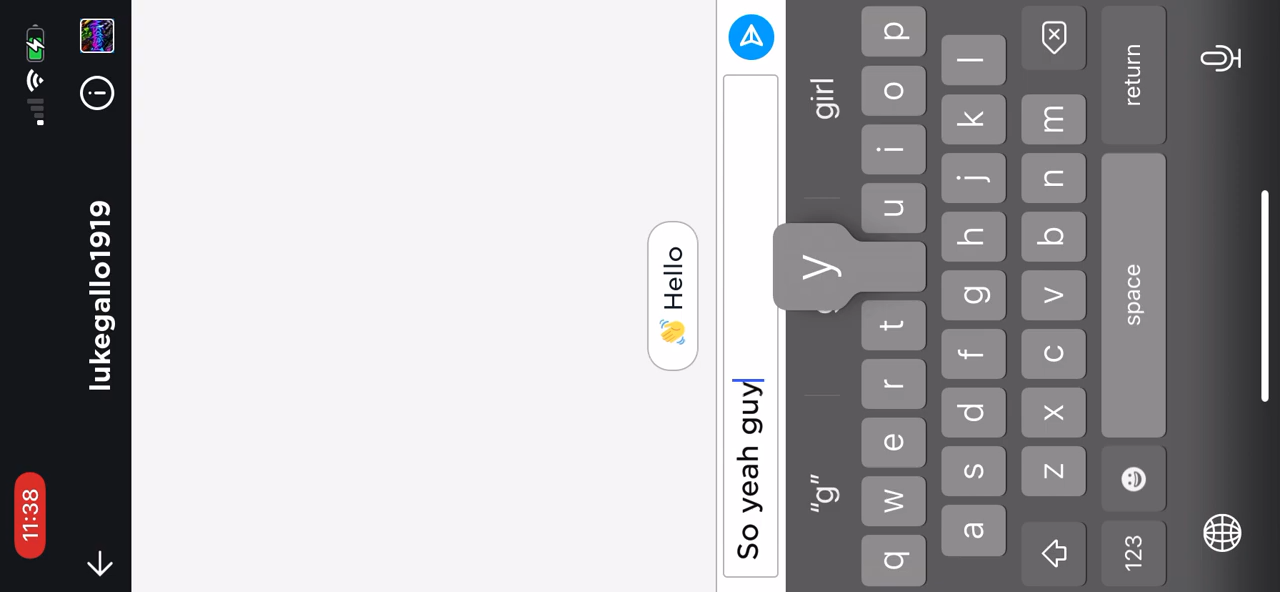 11:38
lukegallo1919
👋 Hello
So yeah guy
"g" girl
y
q w e r t u i o p
a s d f g h j k l
z x c v b n m
123 space return